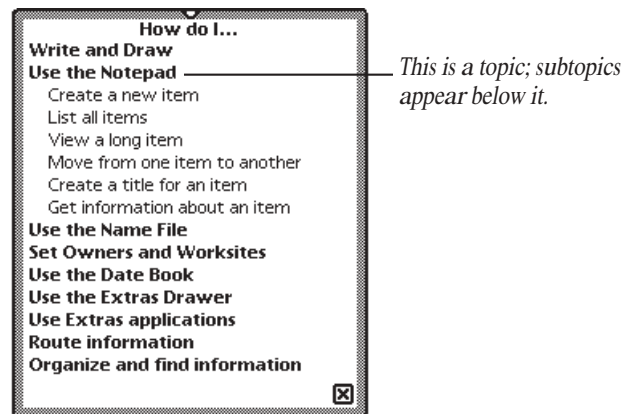 How do I...
Write and Draw
Use the Notepad
Create a new item
List all items
View a long item
Move from one item to another
Create a title for an item
Get information about an item
Use the Name File
Set Owners and Worksites
Use the Date Book
Use the Extras Drawer
Use Extras applications
Route information
Organize and find information
This is a topic; subtopics
appear below it.